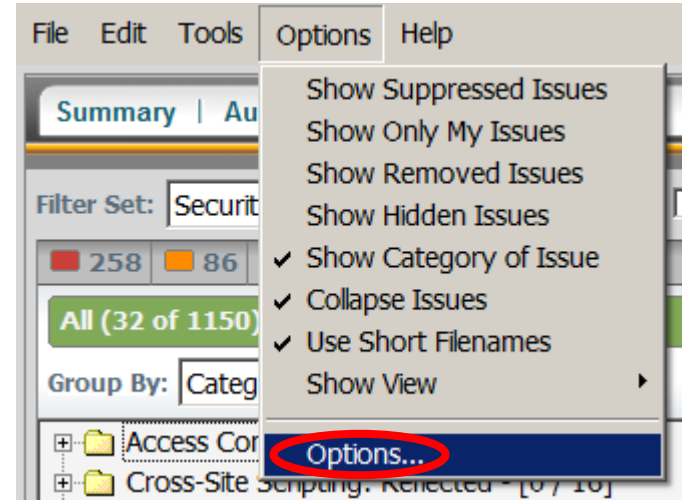 File Edit Tools Options Help
Show Suppressed Issues
Summary | Au
Show Only My Issues
Show Removed Issues
Filter Set: Securit
Show Hidden Issues
258 86
✓ Show Category of Issue
✓ Collapse Issues
All (32 of 1150)
✓ Use Short Filenames
Group By: Categ
Show View
Access Cor
Options...
Cross-Site Scripting: Reflected - [0 / 16]